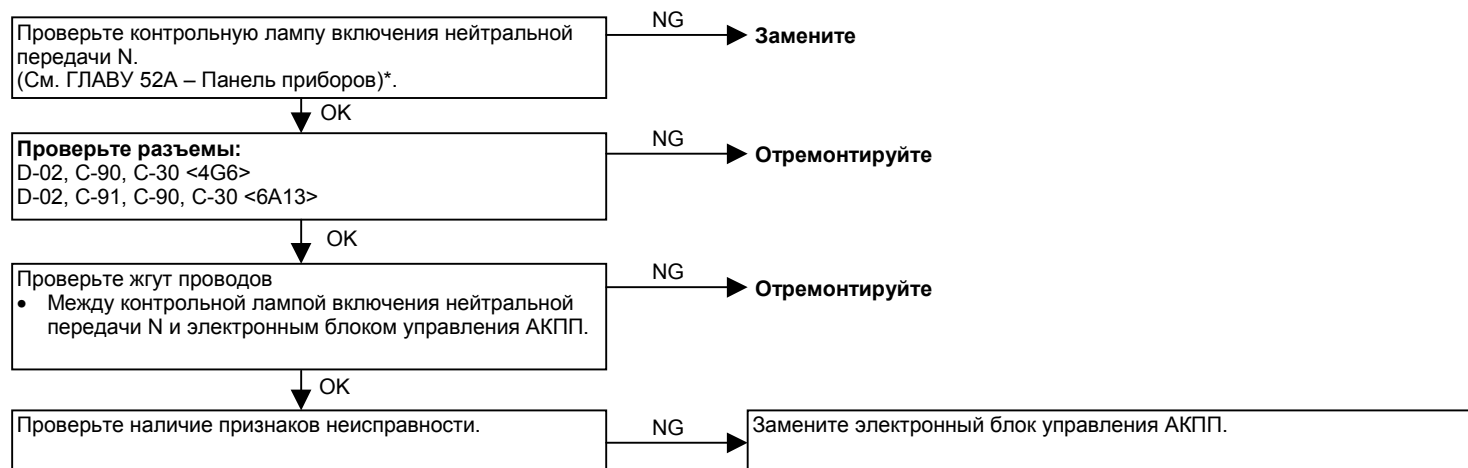 Проверьте контрольную лампу включения нейтральной
передачи N.
(См. ГЛАВУ 52А – Панель приборов)*.
NG
Замените
OK
Проверьте разъемы:
D-02, C-90, C-30 <4G6>
D-02, C-91, C-90, C-30 <6A13>
NG
Отремонтируйте
OK
Проверьте жгут проводов
• Между контрольной лампой включения нейтральной
передачи N и электронным блоком управления АКПП.
NG
Отремонтируйте
OK
Проверьте наличие признаков неисправности.
NG
Замените электронный блок управления АКПП.